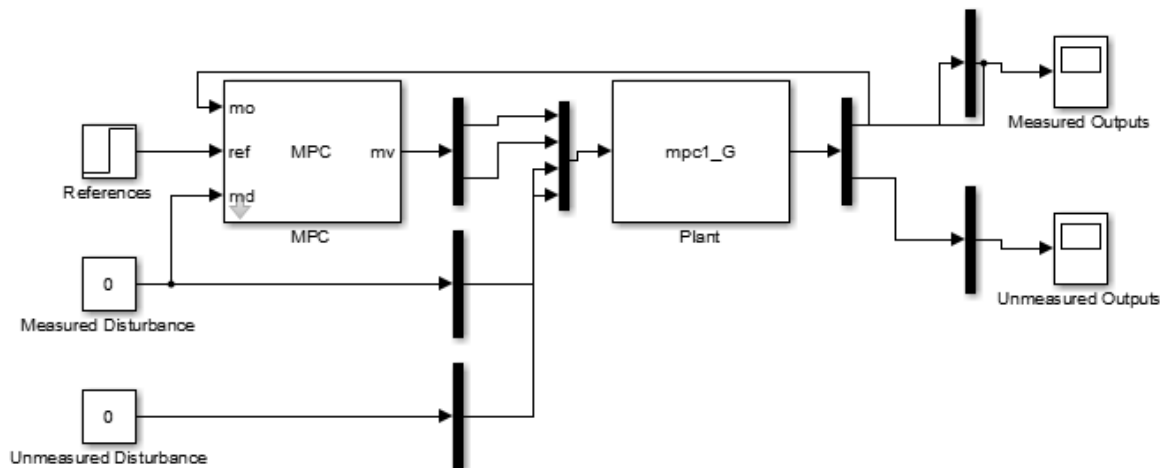 Measured Outputs
mo
ref
MPC
mv
mpc1_G
References
md
MPC
Plant
0
0
Unmeasured Outputs
Measured Disturbance
0
Unmeasured Disturbance